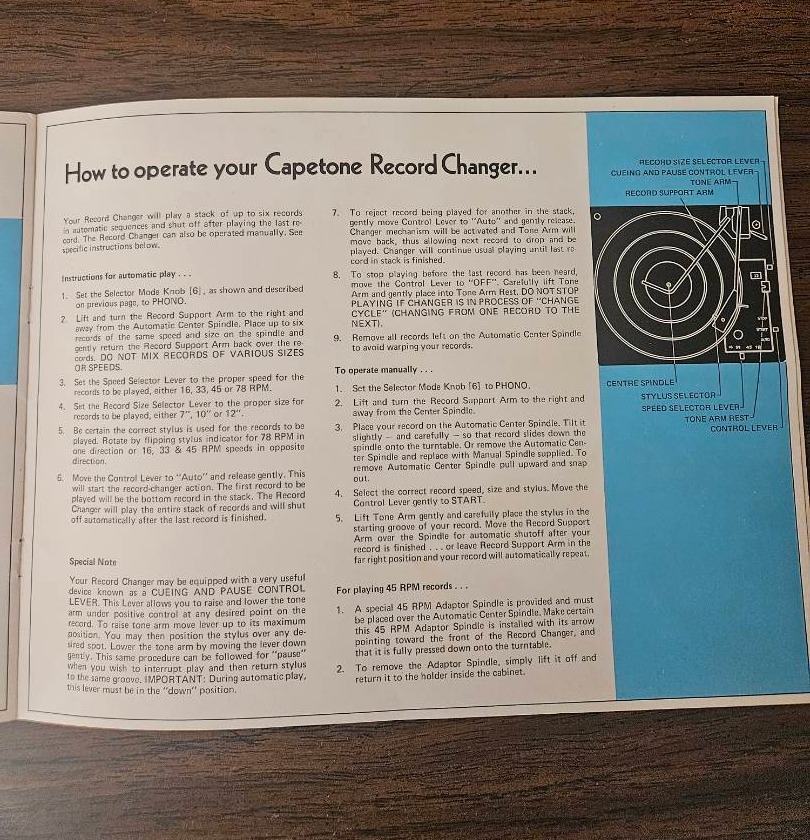 How to operate your Capetone Record Changer...
Your Record Changer will play a stack of up to six records
in automatic sequences and shut off after playing the last re-
cord. The Record Changer can also be operated manually. See
specific instructions below.
Instructions for automatic play . . .
1. Set the Selector Mode Knob [6], as shown and described
on previous page, to PHONO.
2. Lift and turn the Record Support Arm to the right and
away from the Automatic Center Spindle. Place up to six
records of the same speed and size on the spindle and
gently return the Record Support Arm back over the re-
cords. DO NOT MIX RECORDS OF VARIOUS SIZES
OR SPEEDS.
3. Set the Speed Selector Lever to the proper speed for the
records to be played, either 16, 33, 45 or 78 RPM.
4. Set the Record Size Selector Lever to the proper size for
records to be played, either 7", 10" or 12".
5. Be certain the correct stylus is used for the records to be
played. Rotate by flipping stylus indicator for 78 RPM in
one direction or 16, 33 & 45 RPM speeds in opposite
direction.
6. Move the Control Lever to "Auto" and release gently. This
will start the record-changer action. The first record to be
played will be the bottom record in the stack. The Record
Changer will play the entire stack of records and will shut
off automatically after the last record is finished.
Special Note
Your Record Changer may be equipped with a very useful
device known as a CUEING AND PAUSE CONTROL
LEVER. This Lever allows you to raise and lower the tone
arm under positive control at any desired point on the
record. To raise tone arm move lever up to its maximum
position. You may then position the stylus over any de-
sired spot. Lower the tone arm by moving the lever down
gently. This same procedure can be followed for "pause"
when you wish to interrupt play and then return stylus
to the same groove. IMPORTANT: During automatic play,
this lever must be in the "down" position.
7. To reject record being played for another in the stack,
gently move Control Lever to "Auto" and gently release.
Changer mechanism will be activated and Tone Arm will
move back, thus allowing next record to drop and be
played. Changer will continue usual playing until last re-
cord in stack is finished.
8. To stop playing before the last record has been heard,
move the Control Lever to "OFF". Carefully lift Tone
Arm and gently place into Tone Arm Rest. DO NOT STOP
PLAYING IF CHANGER IS IN PROCESS OF "CHANGE
CYCLE" (CHANGING FROM ONE RECORD TO THE
NEXT).
9. Remove all records left on the Automatic Center Spindle
to avoid warping your records.
To operate manually . . .
1. Set the Selector Mode Knob [6] to PHONO.
2. Lift and turn the Record Support Arm to the right and
away from the Center Spindle.
3. Place your record on the Automatic Center Spindle. Tilt it
slightly — and carefully — so that record slides down the
spindle onto the turntable. Or remove the Automatic Cen-
ter Spindle and replace with Manual Spindle supplied. To
remove Automatic Center Spindle pull upward and snap
out.
4. Select the correct record speed, size and stylus. Move the
Control Lever gently to START.
5. Lift Tone Arm gently and carefully place the stylus in the
starting groove of your record. Move the Record Support
Arm over the Spindle for automatic shutoff after your
record is finished . . . or leave Record Support Arm in the
far right position and your record will automatically repeat.
For playing 45 RPM records . . .
1. A special 45 RPM Adaptor Spindle is provided and must
be placed over the Automatic Center Spindle. Make certain
this 45 RPM Adaptor Spindle is installed with its arrow
pointing toward the front of the Record Changer, and
that it is fully pressed down onto the turntable.
2. To remove the Adaptor Spindle, simply lift it off and
return it to the holder inside the cabinet.
RECORD SIZE SELECTOR LEVER
CUEING AND PAUSE CONTROL LEVER
TONE ARM
RECORD SUPPORT ARM
CENTRE SPINDLE
STYLUS SELECTOR
SPEED SELECTOR LEVER
TONE ARM REST
CONTROL LEVER